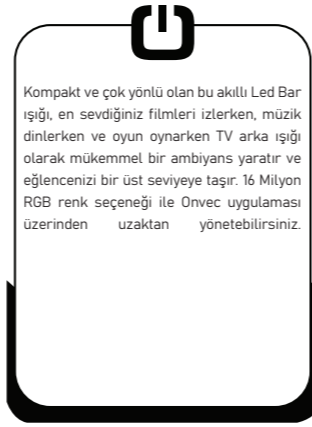 Kompakt ve çok yönlü olan bu akıllı Led Bar
ışığı, en sevdiğiniz filmleri izlerken, müzik
dinlerken ve oyun oynarken TV arka ışığı
olarak mükemmel bir ambiyans yaratır ve
eğlencenizi bir üst seviyeye taşır. 16 Milyon
RGB renk seçeneği ile Onvec uygulaması
üzerinden uzaktan yönetebilirsiniz.